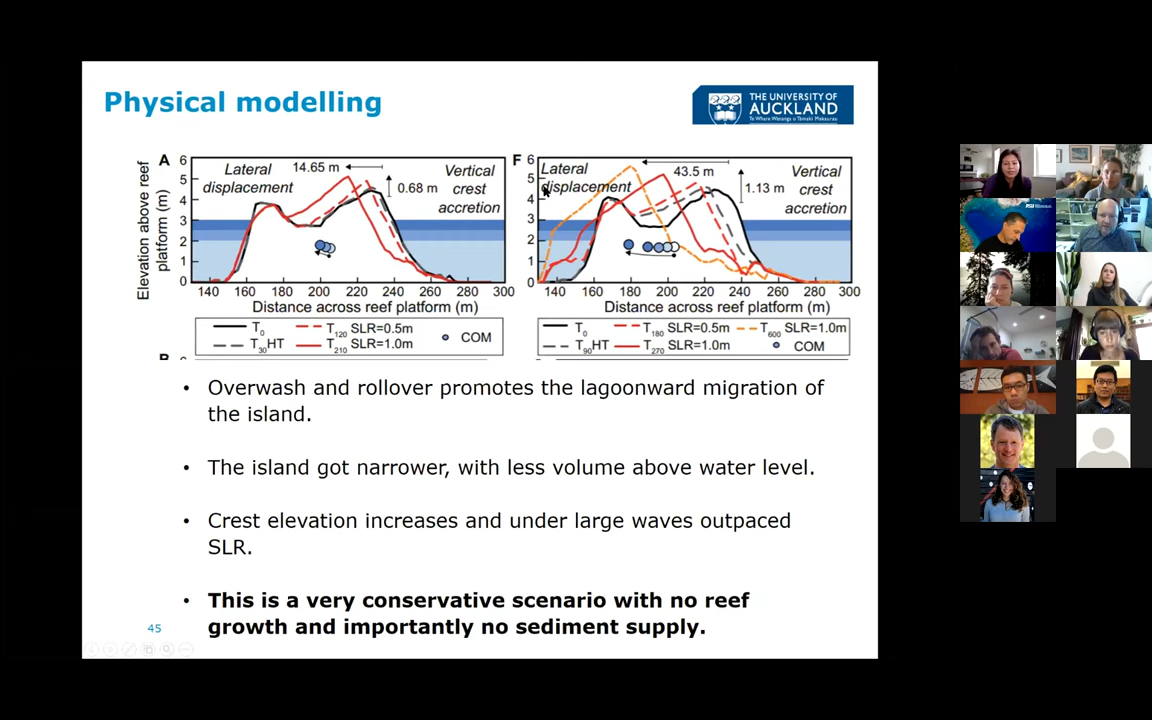 Physical modelling
THE UNIVERSITY OF
AUCKLAND
Te Whare Wānanga o Tāmaki Makaurau
A
Elevation above reef
platform (m)
6
5
4
3
2
1
0
Lateral
displacement
14.65 m
0.68 m
Vertical
crest
accretion
140 160 180 200 220 240 260 280 300
Distance across reef platform (m)
T0
T120 SLR=0.5m
T30HT
T210 SLR=1.0m
COM
F
6
5
4
3
2
1
0
Lateral
displacement
43.5 m
1.13 m
Vertical
crest
accretion
140 160 180 200 220 240 260 280 300
Distance across reef platform (m)
T0
T180 SLR=0.5m
T600 SLR=1.0m
T90HT
T270 SLR=1.0m
COM
B 6
• Overwash and rollover promotes the lagoonward migration of
the island.
• The island got narrower, with less volume above water level.
• Crest elevation increases and under large waves outpaced
SLR.
• This is a very conservative scenario with no reef
growth and importantly no sediment supply.
45